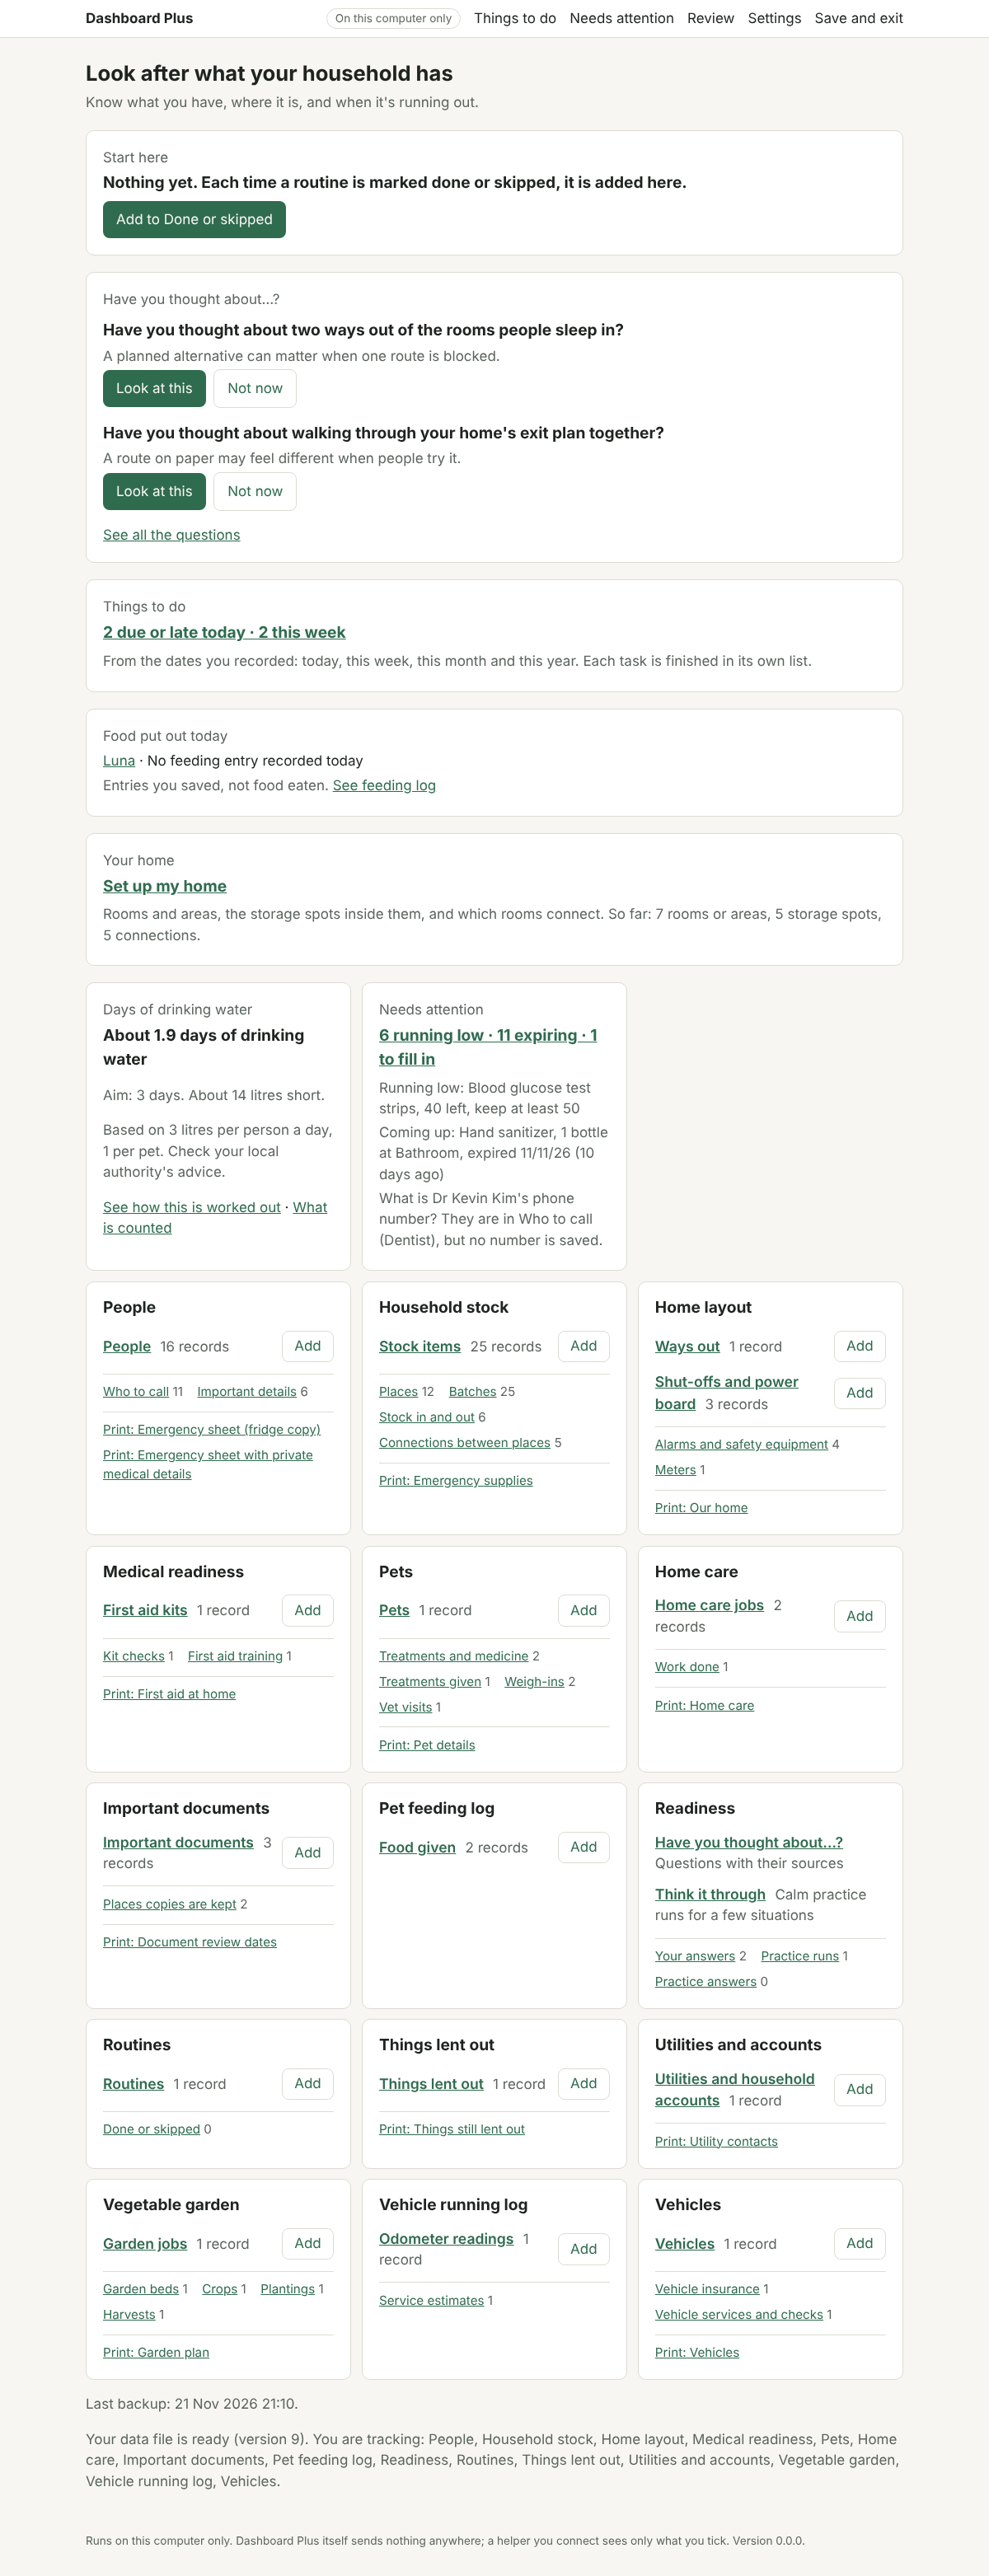 Dashboard Plus
On this computer only
Things to do
Needs attention
Review
Settings
Save and exit
Look after what your household has
Know what you have, where it is, and when it's running out.
Start here
Nothing yet. Each time a routine is marked done or skipped, it is added here.
Add to Done or skipped
Have you thought about...?
Have you thought about two ways out of the rooms people sleep in?
A planned alternative can matter when one route is blocked.
Look at this
Not now
Have you thought about walking through your home's exit plan together?
A route on paper may feel different when people try it.
Look at this
Not now
See all the questions
Things to do
2 due or late today · 2 this week
From the dates you recorded: today, this week, this month and this year. Each task is finished in its own list.
Food put out today
Luna · No feeding entry recorded today
Entries you saved, not food eaten. See feeding log
Your home
Set up my home
Rooms and areas, the storage spots inside them, and which rooms connect. So far: 7 rooms or areas, 5 storage spots,
5 connections.
Days of drinking water
About 1.9 days of drinking
water
Aim: 3 days. About 14 litres short.
Based on 3 litres per person a day,
1 per pet. Check your local
authority's advice.
See how this is worked out · What
is counted
Needs attention
6 running low · 11 expiring · 1
to fill in
Running low: Blood glucose test
strips, 40 left, keep at least 50
Coming up: Hand sanitizer, 1 bottle
at Bathroom, expired 11/11/26 (10
days ago)
What is Dr Kevin Kim's phone
number? They are in Who to call
(Dentist), but no number is saved.
People
People 16 records
Add
Who to call 11 Important details 6
Print: Emergency sheet (fridge copy)
Print: Emergency sheet with private
medical details
Household stock
Stock items 25 records
Add
Places 12 Batches 25
Stock in and out 6
Connections between places 5
Print: Emergency supplies
Home layout
Ways out 1 record
Add
Shut-offs and power
board 3 records
Add
Alarms and safety equipment 4
Meters 1
Print: Our home
Medical readiness
First aid kits 1 record
Add
Kit checks 1 First aid training 1
Print: First aid at home
Pets
Pets 1 record
Add
Treatments and medicine 2
Treatments given 1 Weigh-ins 2
Vet visits 1
Print: Pet details
Home care
Home care jobs 2
records
Add
Work done 1
Print: Home care
Important documents
Important documents 3
records
Add
Places copies are kept 2
Print: Document review dates
Pet feeding log
Food given 2 records
Add
Readiness
Have you thought about...?
Questions with their sources
Think it through Calm practice
runs for a few situations
Your answers 2 Practice runs 1
Practice answers 0
Routines
Routines 1 record
Add
Done or skipped 0
Things lent out
Things lent out 1 record
Add
Print: Things still lent out
Utilities and accounts
Utilities and household
accounts 1 record
Add
Print: Utility contacts
Vegetable garden
Garden jobs 1 record
Add
Garden beds 1 Crops 1 Plantings 1
Harvests 1
Print: Garden plan
Vehicle running log
Odometer readings 1
record
Add
Service estimates 1
Vehicles
Vehicles 1 record
Add
Vehicle insurance 1
Vehicle services and checks 1
Print: Vehicles
Last backup: 21 Nov 2026 21:10.
Your data file is ready (version 9). You are tracking: People, Household stock, Home layout, Medical readiness, Pets, Home
care, Important documents, Pet feeding log, Readiness, Routines, Things lent out, Utilities and accounts, Vegetable garden,
Vehicle running log, Vehicles.
Runs on this computer only. Dashboard Plus itself sends nothing anywhere; a helper you connect sees only what you tick. Version 0.0.0.